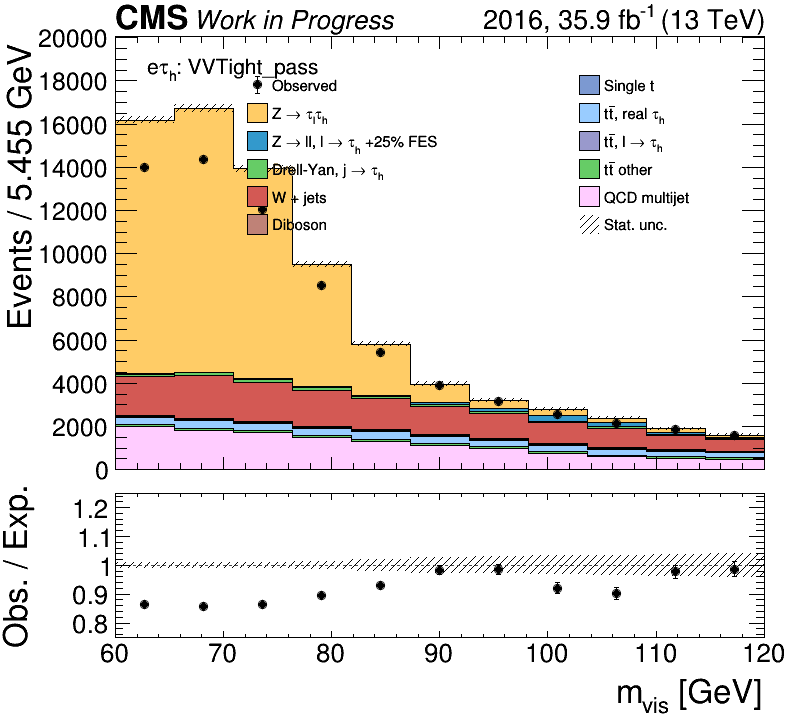 CMS Work in Progress 2016, 35.9 fb⁻¹ (13 TeV)
Events / 5.455 GeV
20000
18000
16000
14000
12000
10000
8000
6000
4000
2000
0
eτh: VVTight_pass
Observed
Z → τlτh
Z → ll, l → τh +25% FES
Drell-Yan, j → τh
W + jets
Diboson
Single t
tt̅, real τh
tt̅, l → τh
tt̅ other
QCD multijet
Stat. unc.
Obs. / Exp.
1.2
1.1
1
0.9
0.8
60 70 80 90 100 110 120
mvis [GeV]